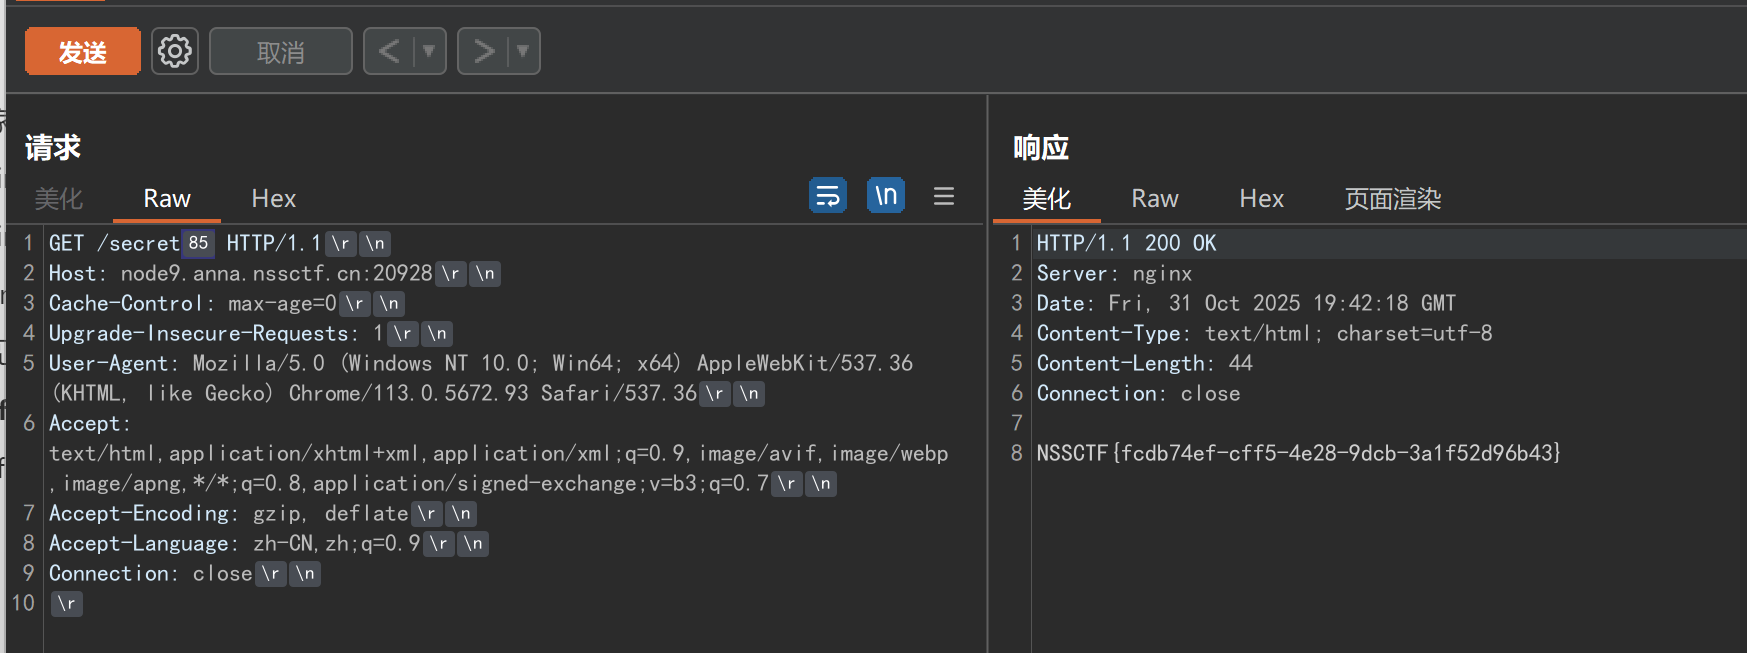 发送 取消 < >
请求
美化 Raw Hex \n
1 GET /secret85 HTTP/1.1\r\n
2 Host: node9.anna.nssctf.cn:20928\r\n
3 Cache-Control: max-age=0\r\n
4 Upgrade-Insecure-Requests: 1\r\n
5 User-Agent: Mozilla/5.0 (Windows NT 10.0; Win64; x64) AppleWebKit/537.36
(KHTML, like Gecko) Chrome/113.0.5672.93 Safari/537.36\r\n
6 Accept:
text/html,application/xhtml+xml,application/xml;q=0.9,image/avif,image/webp
,image/apng,*/*;q=0.8,application/signed-exchange;v=b3;q=0.7\r\n
7 Accept-Encoding: gzip, deflate\r\n
8 Accept-Language: zh-CN,zh;q=0.9\r\n
9 Connection: close\r\n
10 \r
响应
美化 Raw Hex 页面渲染
1 HTTP/1.1 200 OK
2 Server: nginx
3 Date: Fri, 31 Oct 2025 19:42:18 GMT
4 Content-Type: text/html; charset=utf-8
5 Content-Length: 44
6 Connection: close
7
8 NSSCTF{fcdb74ef-cff5-4e28-9dcb-3a1f52d96b43}